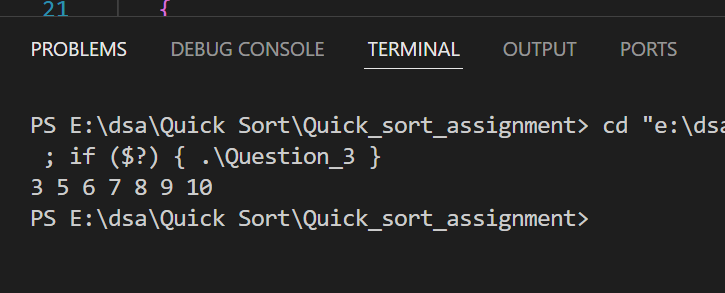 21 {
PROBLEMS DEBUG CONSOLE TERMINAL OUTPUT PORTS
PS E:\dsa\Quick Sort\Quick_sort_assignment> cd "e:\dsa
; if ($?) { .\Question_3 }
3 5 6 7 8 9 10
PS E:\dsa\Quick Sort\Quick_sort_assignment>